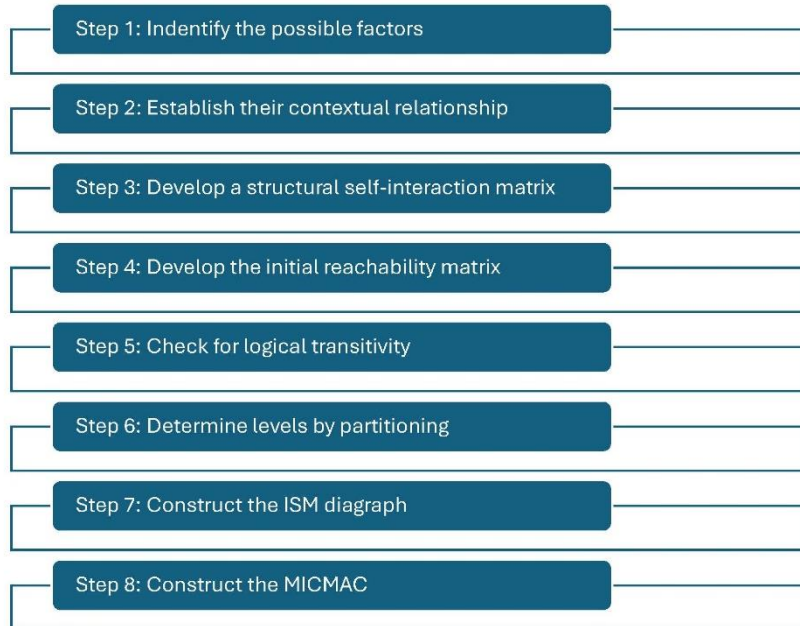 Step 1: Indentify the possible factors
Step 2: Establish their contextual relationship
Step 3: Develop a structural self-interaction matrix
Step 4: Develop the initial reachability matrix
Step 5: Check for logical transitivity
Step 6: Determine levels by partitioning
Step 7: Construct the ISM diagraph
Step 8: Construct the MICMAC